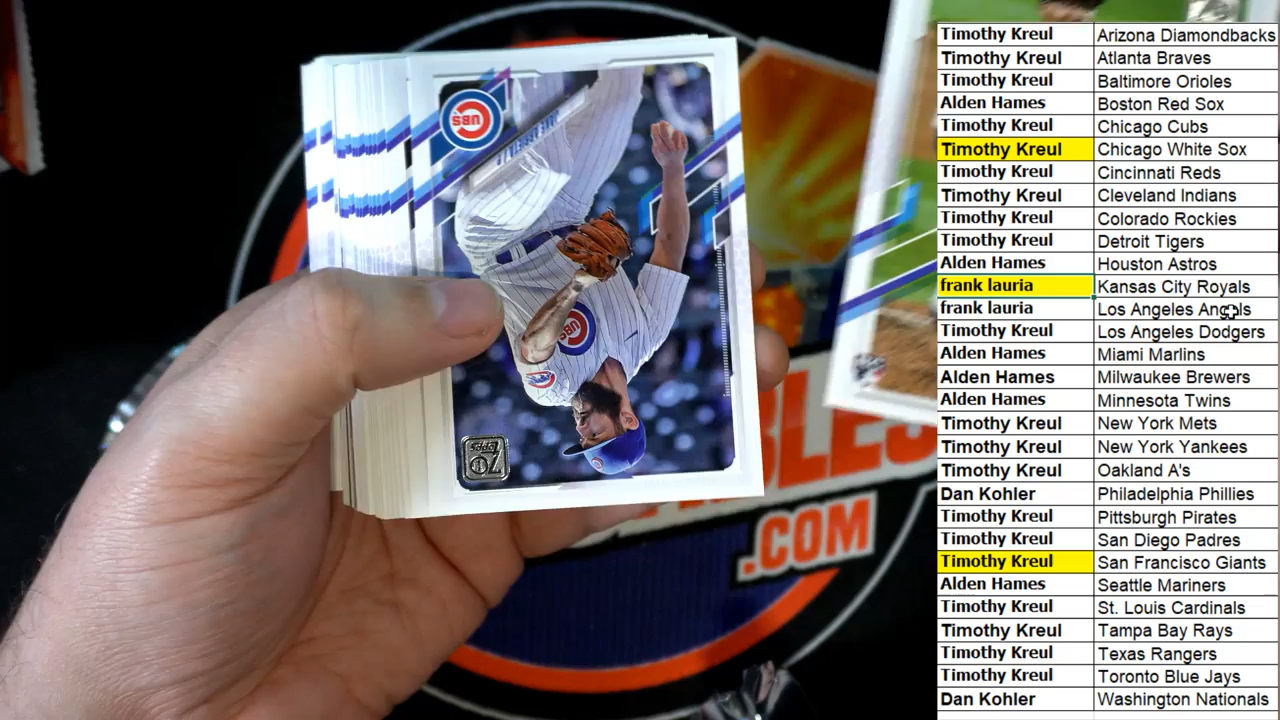 UBS
JAKE ARRIETA
UBS
70
BLES
.COM
Timothy Kreul Arizona Diamondbacks
Timothy Kreul Atlanta Braves
Timothy Kreul Baltimore Orioles
Alden Hames Boston Red Sox
Timothy Kreul Chicago Cubs
Timothy Kreul Chicago White Sox
Timothy Kreul Cincinnati Reds
Timothy Kreul Cleveland Indians
Timothy Kreul Colorado Rockies
Timothy Kreul Detroit Tigers
Alden Hames Houston Astros
frank lauria Kansas City Royals
frank lauria Los Angeles Angels
Timothy Kreul Los Angeles Dodgers
Alden Hames Miami Marlins
Alden Hames Milwaukee Brewers
Alden Hames Minnesota Twins
Timothy Kreul New York Mets
Timothy Kreul New York Yankees
Timothy Kreul Oakland A's
Dan Kohler Philadelphia Phillies
Timothy Kreul Pittsburgh Pirates
Timothy Kreul San Diego Padres
Timothy Kreul San Francisco Giants
Alden Hames Seattle Mariners
Timothy Kreul St. Louis Cardinals
Timothy Kreul Tampa Bay Rays
Timothy Kreul Texas Rangers
Timothy Kreul Toronto Blue Jays
Dan Kohler Washington Nationals